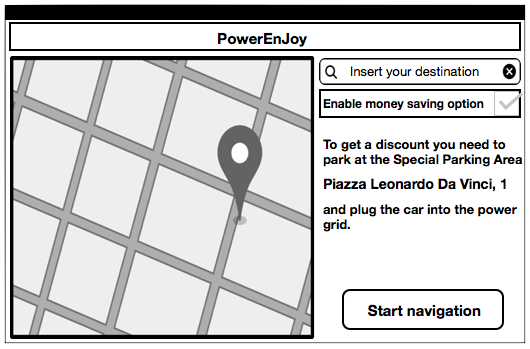 PowerEnJoy
Insert your destination
Enable money saving option
To get a discount you need to
park at the Special Parking Area
Piazza Leonardo Da Vinci, 1
and plug the car into the power
grid.
Start navigation